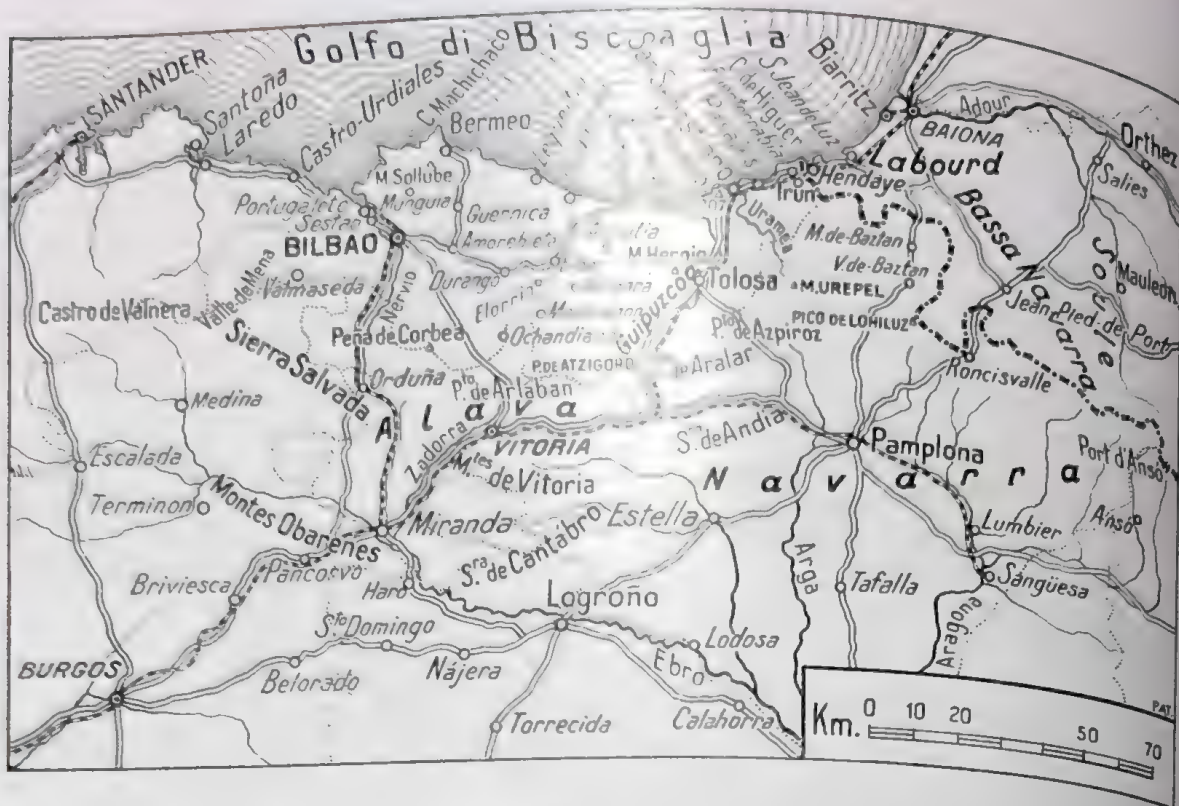 Golfo di Biscaglia
SANTANDER
Santoña
Laredo
Castro-Urdiales
C. Machichaco
Bermeo
S. Jean de Luz
Biarritz
BAIONA
Adour
Orthez
Labourd
Salies
Hendaye
Irun
M. Sollube
Munguia
Guernica
Portugalete
Sestao
BILBAO
Amorebieta
Durango
Urumea
M. de-Baztan
V. de-Baztan
Bassa Navarra
Soule
Mauleón
Valle de Mena
Valmaseda
Nervio
Tolosa
M. UREPEL
Guipúzcoa
Castro de Valnera
Peña de Gorbea
Ochandia
Pto de Azpiroz
PICO DE LOHILUZ
Jean-Pied-de-Port
Sierra Salvada
P. DE ATZIGORO
Aralar
Orduña
Pto de Arlaban
Roncisvalle
Medina
Alava
Zadorra
VITORIA
Sa de Andia
Pamplona
Port d'Anso
Escalada
Mtes de Vitoria
Navarra
Terminon
Montes Obarenes
Miranda
Estella
Lumbier
Ansó
Sra de Cantabro
Pancorvo
Briviesca
Haro
Arga
Tafalla
Sangüesa
Logroño
Aragona
Sto Domingo
Lodosa
BURGOS
Belorado
Nájera
Ebro
Torrecida
Calahorra
PAT.
Km. 0 10 20 50 70